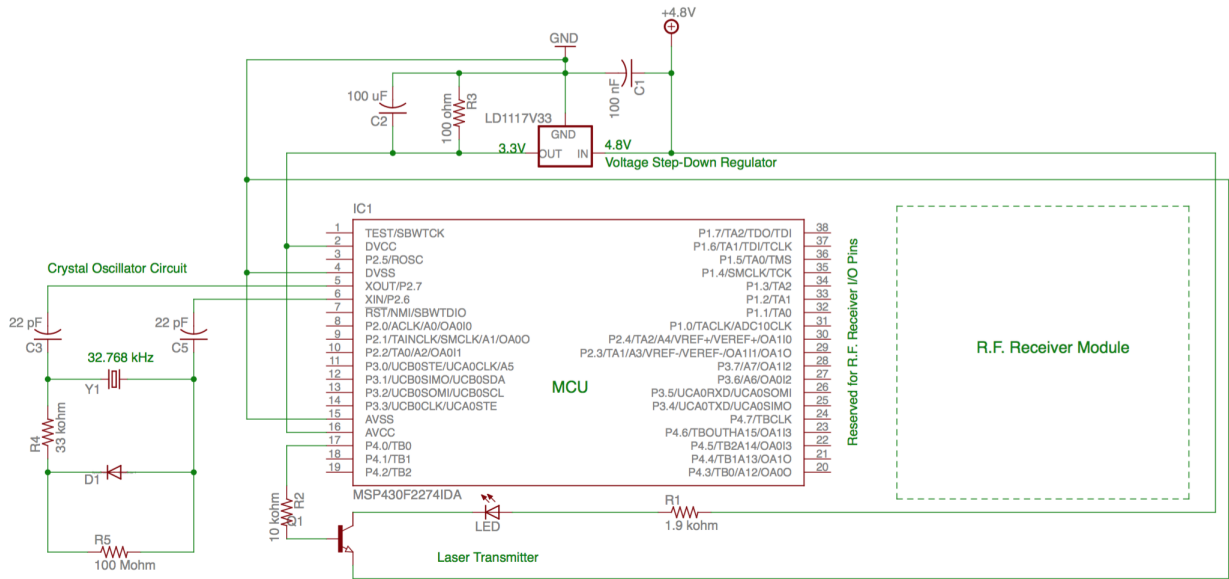 +4.8V
GND
100 uF
C2
100 ohm
R3
100 nF
C1
LD1117V33
GND
3.3V
OUT
IN
4.8V
Voltage Step-Down Regulator
IC1
1 TEST/SBWTCK
2 DVCC
3 P2.5/ROSC
4 DVSS
5 XOUT/P2.7
6 XIN/P2.6
7 RST/NMI/SBWTDIO
8 P2.0/ACLK/A0/OA0I0
9 P2.1/TAINCLK/SMCLK/A1/OA0O
10 P2.2/TA0/A2/OA0I1
11 P3.0/UCB0STE/UCA0CLK/A5
12 P3.1/UCB0SIMO/UCB0SDA
13 P3.2/UCB0SOMI/UCB0SCL
14 P3.3/UCB0CLK/UCA0STE
15 AVSS
16 AVCC
17 P4.0/TB0
18 P4.1/TB1
19 P4.2/TB2
P1.7/TA2/TDO/TDI 38
P1.6/TA1/TDI/TCLK 37
P1.5/TA0/TMS 36
P1.4/SMCLK/TCK 35
P1.3/TA2 34
P1.2/TA1 33
P1.1/TA0 32
P1.0/TACLK/ADC10CLK 31
P2.4/TA2/A4/VREF+/VEREF+/OA1I0 30
P2.3/TA1/A3/VREF-/VEREF-/OA1I1/OA1O 29
P3.7/A7/OA1I2 28
P3.6/A6/OA0I2 27
P3.5/UCA0RXD/UCA0SOMI 26
P3.4/UCA0TXD/UCA0SIMO 25
P4.7/TBCLK 24
P4.6/TBOUTHA15/OA1I3 23
P4.5/TB2A14/OA0I3 22
P4.4/TB1A13/OA1O 21
P4.3/TB0/A12/OA0O 20
MCU
MSP430F2274IDA
Reserved for R.F. Receiver I/O Pins
R.F. Receiver Module
Crystal Oscillator Circuit
22 pF
C3
22 pF
C5
32.768 kHz
Y1
R4
33 kohm
D1
R5
100 Mohm
10 kohm
R2
Q1
LED
R1
1.9 kohm
Laser Transmitter